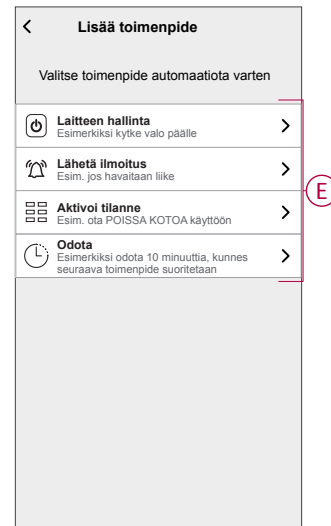 Lisää toimenpide
Valitse toimenpide automaatiota varten
Laitteen hallinta
Esimerkiksi kytke valo päälle
Lähetä ilmoitus
Esim. jos havaitaan liike
Aktivoi tilanne
Esim. ota POISSA KOTOA käyttöön
Odota
Esimerkiksi odota 10 minuuttia, kunnes
seuraava toimenpide suoritetaan
E